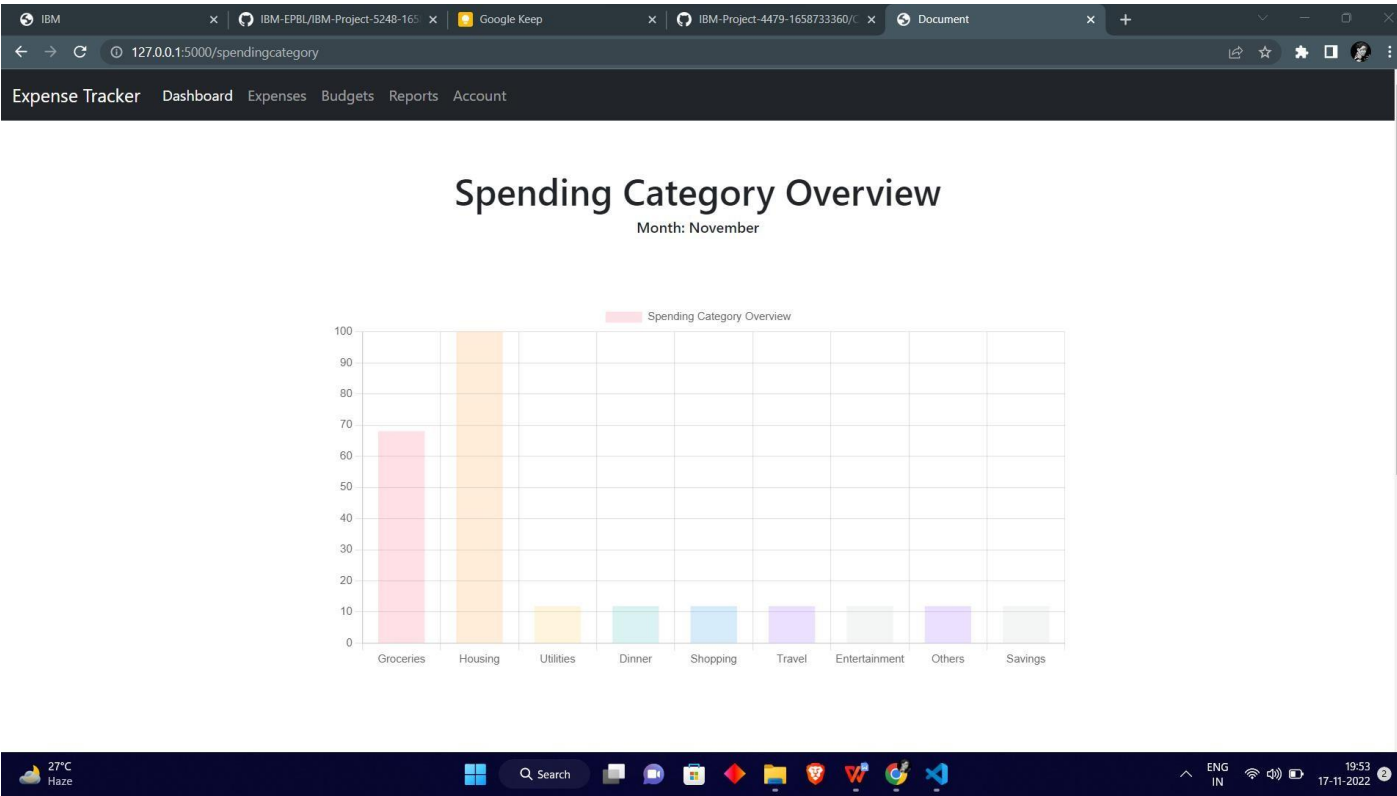 IBM
IBM-EPBL/IBM-Project-5248-165
Google Keep
IBM-Project-4479-1658733360/C
Document
127.0.0.1:5000/spendingcategory
Expense Tracker Dashboard Expenses Budgets Reports Account
Spending Category Overview
Month: November
Spending Category Overview
100
90
80
70
60
50
40
30
20
10
0
Groceries Housing Utilities Dinner Shopping Travel Entertainment Others Savings
27°C
Haze
Search
ENG
IN
19:53
17-11-2022
2